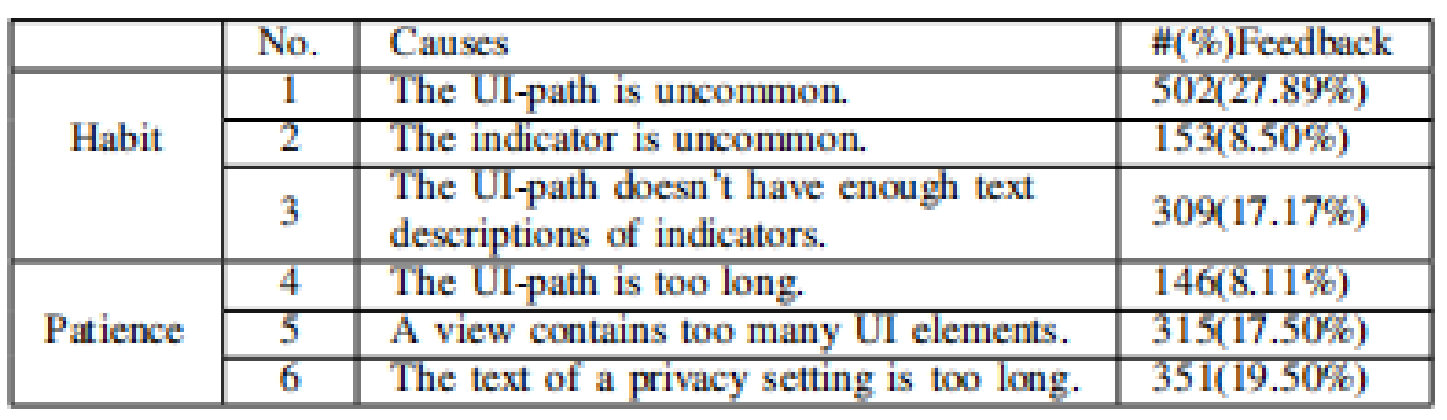 No. Causes #(%)Feedback
Habit
1 The UI-path is uncommon. 502(27.89%)
2 The indicator is uncommon. 153(8.50%)
3 The UI-path doesn't have enough text
descriptions of indicators. 309(17.17%)
Patience
4 The UI-path is too long. 146(8.11%)
5 A view contains too many UI elements. 315(17.50%)
6 The text of a privacy setting is too long. 351(19.50%)